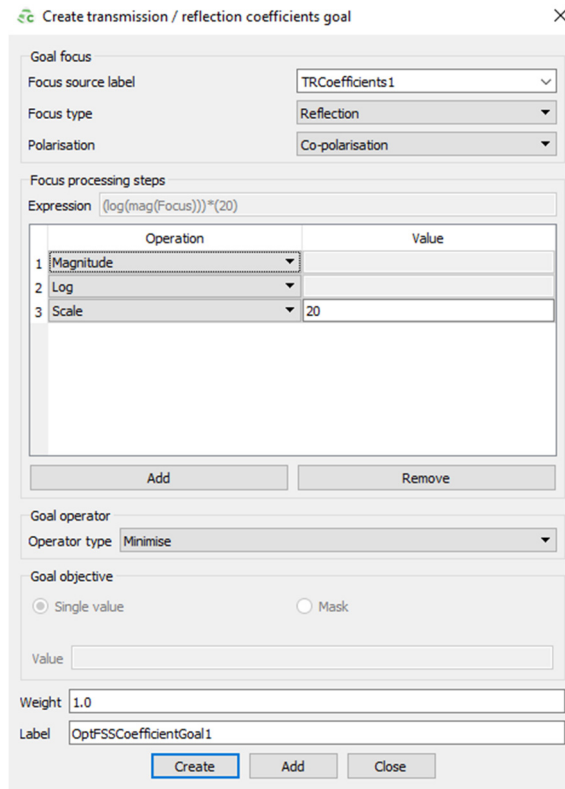 Create transmission / reflection coefficients goal
Goal focus
Focus source label TRCoefficients1
Focus type Reflection
Polarisation Co-polarisation
Focus processing steps
Expression (log(mag(Focus)))*(20)
Operation Value
1 Magnitude
2 Log
3 Scale 20
Add Remove
Goal operator
Operator type Minimise
Goal objective
Single value Mask
Value
Weight 1.0
Label OptFSSCoefficientGoal1
Create Add Close